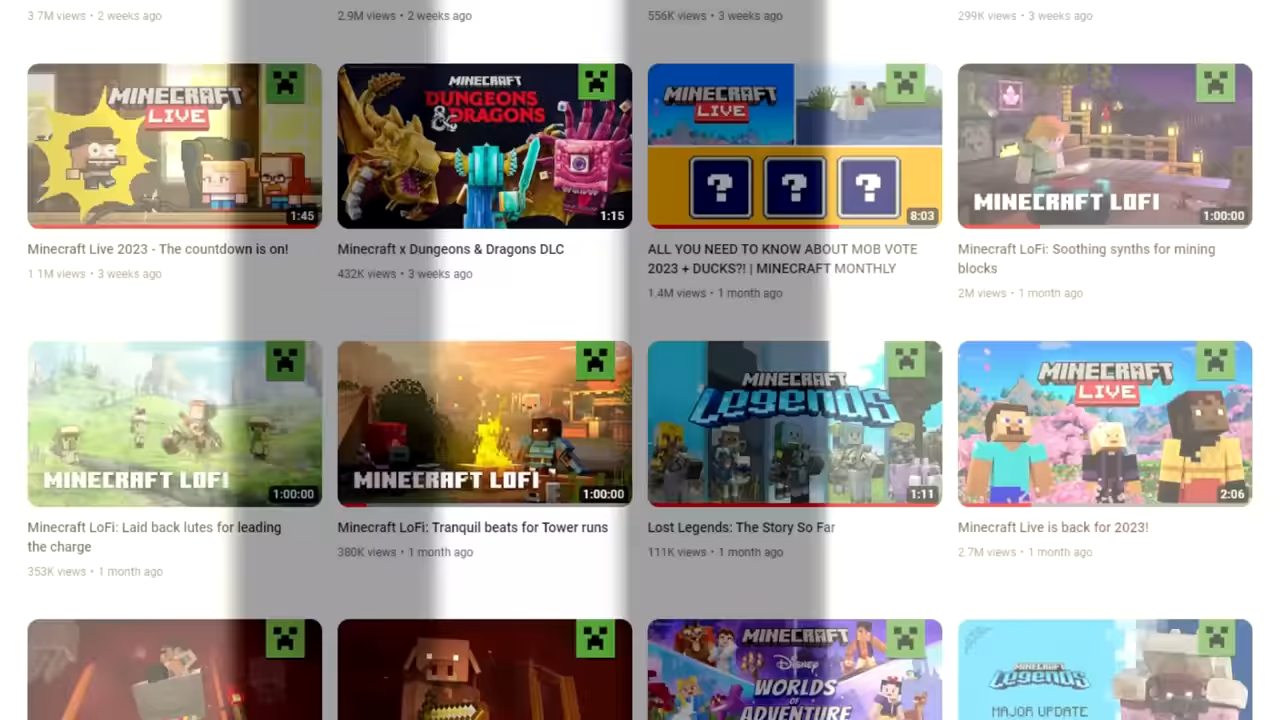 3.7M views • 2 weeks ago
2.9M views • 2 weeks ago
556K views • 3 weeks ago
299K views • 3 weeks ago
MINECRAFT
LIVE
1:45
MINECRAFT
DUNGEONS
& DRAGONS
1:15
MINECRAFT
LIVE
? ? ?
8:03
MINECRAFT LOFI
1:00:00
Minecraft Live 2023 - The countdown is on!
1.1M views • 3 weeks ago
Minecraft x Dungeons & Dragons DLC
432K views • 3 weeks ago
ALL YOU NEED TO KNOW ABOUT MOB VOTE
2023 + DUCKS?! | MINECRAFT MONTHLY
1.4M views • 1 month ago
Minecraft LoFi: Soothing synths for mining
blocks
2M views • 1 month ago
MINECRAFT LOFI
1:00:00
MINECRAFT LOFI
1:00:00
MINECRAFT
Legends
1:11
MINECRAFT
LIVE
2:06
Minecraft LoFi: Laid back lutes for leading
the charge
353K views • 1 month ago
Minecraft LoFi: Tranquil beats for Tower runs
380K views • 1 month ago
Lost Legends: The Story So Far
111K views • 1 month ago
Minecraft Live is back for 2023!
2.7M views • 1 month ago
MINECRAFT
Disney
WORLDS
OF
ADVENTURE
MINECRAFT
Legends
MAJOR UPDATE